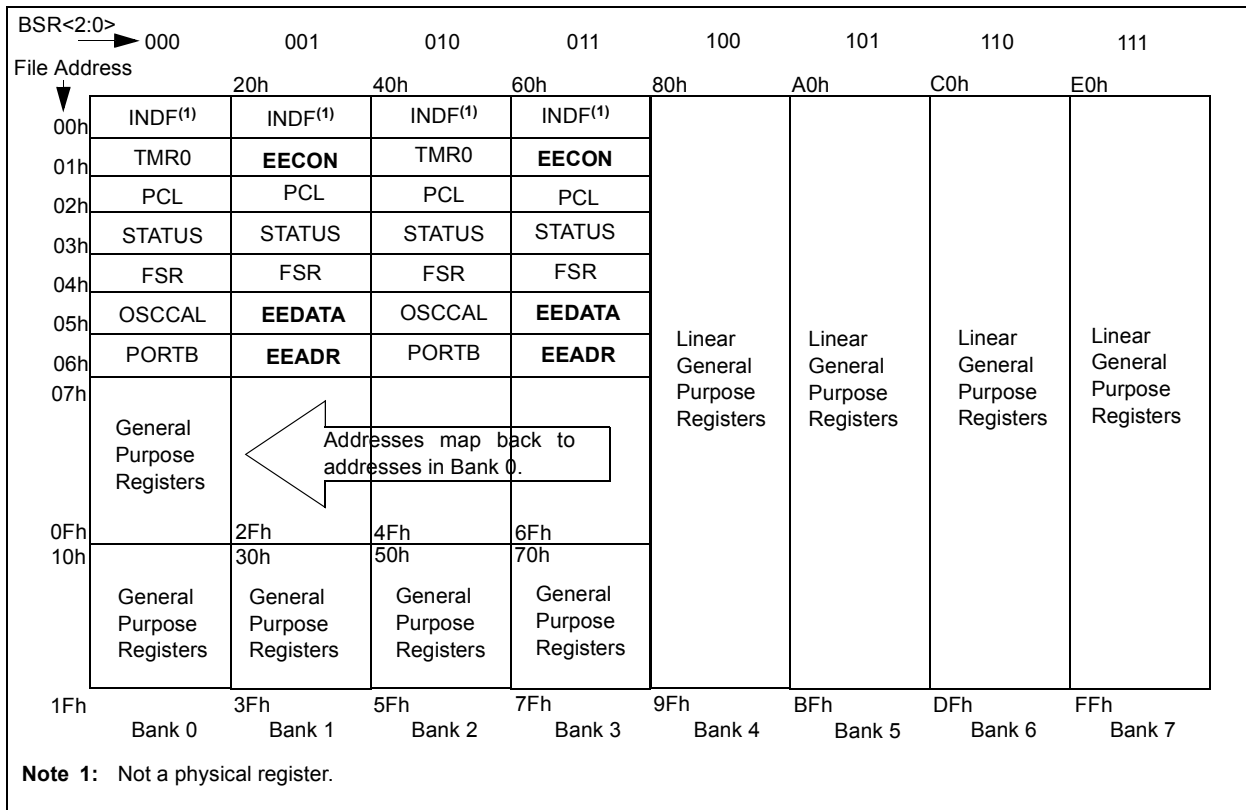 BSR<2:0>
000 001 010 011 100 101 110 111
File Address
20h 40h 60h 80h A0h C0h E0h
00h INDF(1) INDF(1) INDF(1) INDF(1)
01h TMR0 EECON TMR0 EECON
02h PCL PCL PCL PCL
03h STATUS STATUS STATUS STATUS
04h FSR FSR FSR FSR
05h OSCCAL EEDATA OSCCAL EEDATA
06h PORTB EEADR PORTB EEADR
Linear Linear Linear Linear
General General General General
Purpose Purpose Purpose Purpose
Registers Registers Registers Registers
07h
General
Purpose
Registers
Addresses map back to
addresses in Bank 0.
0Fh 2Fh 4Fh 6Fh
10h 30h 50h 70h
General General General General
Purpose Purpose Purpose Purpose
Registers Registers Registers Registers
1Fh 3Fh 5Fh 7Fh 9Fh BFh DFh FFh
Bank 0 Bank 1 Bank 2 Bank 3 Bank 4 Bank 5 Bank 6 Bank 7
Note 1: Not a physical register.